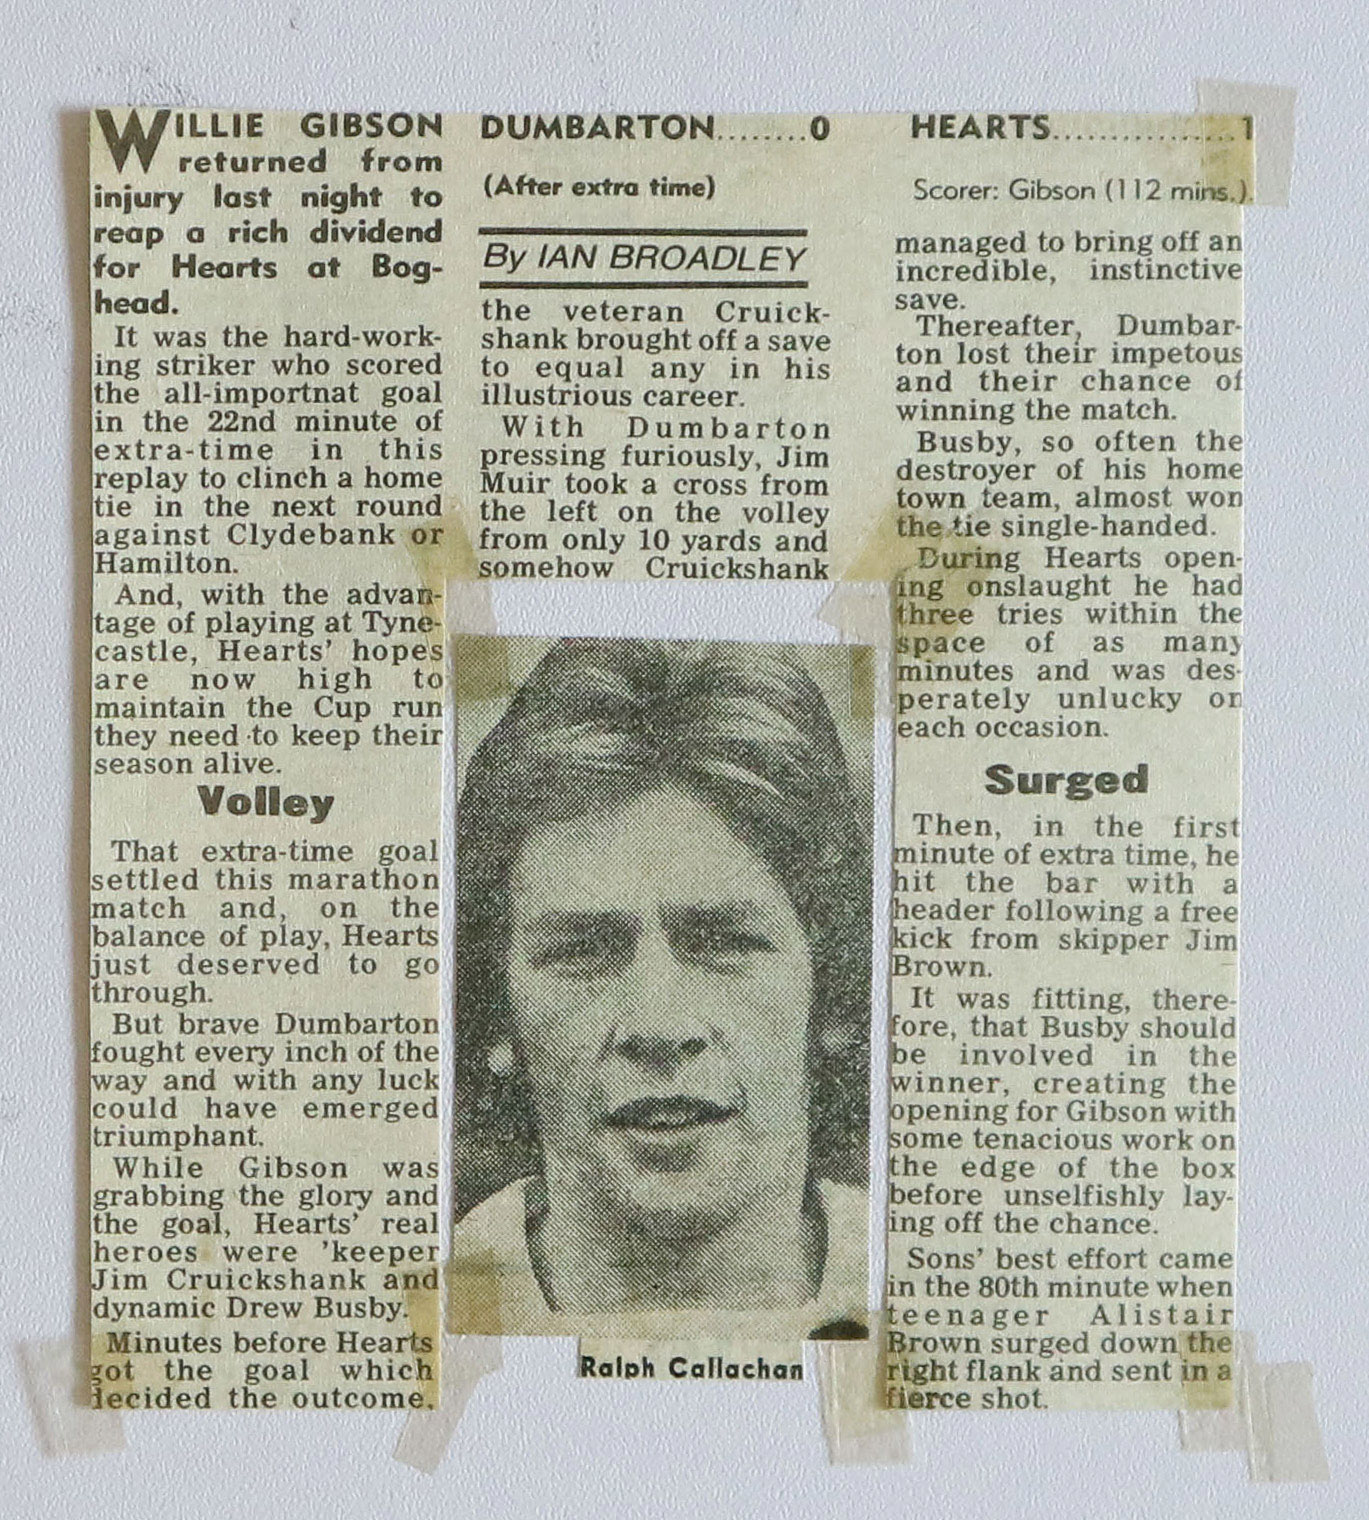 WILLIE GIBSON
returned from
injury last night to
reap a rich dividend
for Hearts at Bog-
head.
It was the hard-work-
ing striker who scored
the all-importnat goal
in the 22nd minute of
extra-time in this
replay to clinch a home
tie in the next round
against Clydebank or
Hamilton.
And, with the advan-
tage of playing at Tyne-
castle, Hearts' hopes
are now high to
maintain the Cup run
they need to keep their
season alive.
Volley
That extra-time goal
settled this marathon
match and, on the
balance of play, Hearts
just deserved to go
through.
But brave Dumbarton
fought every inch of the
way and with any luck
could have emerged
triumphant.
While Gibson was
grabbing the glory and
the goal, Hearts' real
heroes were 'keeper
Jim Cruickshank and
dynamic Drew Busby.
Minutes before Hearts
got the goal which
decided the outcome,
DUMBARTON........0
(After extra time)
By IAN BROADLEY
the veteran Cruick-
shank brought off a save
to equal any in his
illustrious career.
With Dumbarton
pressing furiously, Jim
Muir took a cross from
the left on the volley
from only 10 yards and
somehow Cruickshank
Ralph Callachan
HEARTS................1
Scorer: Gibson (112 mins.).
managed to bring off an
incredible, instinctive
save.
Thereafter, Dumbar-
ton lost their impetous
and their chance of
winning the match.
Busby, so often the
destroyer of his home
town team, almost won
the tie single-handed.
During Hearts open-
ing onslaught he had
three tries within the
space of as many
minutes and was des-
perately unlucky on
each occasion.
Surged
Then, in the first
minute of extra time, he
hit the bar with a
header following a free
kick from skipper Jim
Brown.
It was fitting, there-
fore, that Busby should
be involved in the
winner, creating the
opening for Gibson with
some tenacious work on
the edge of the box
before unselfishly lay-
ing off the chance.
Sons' best effort came
in the 80th minute when
teenager Alistair
Brown surged down the
right flank and sent in a
fierce shot.